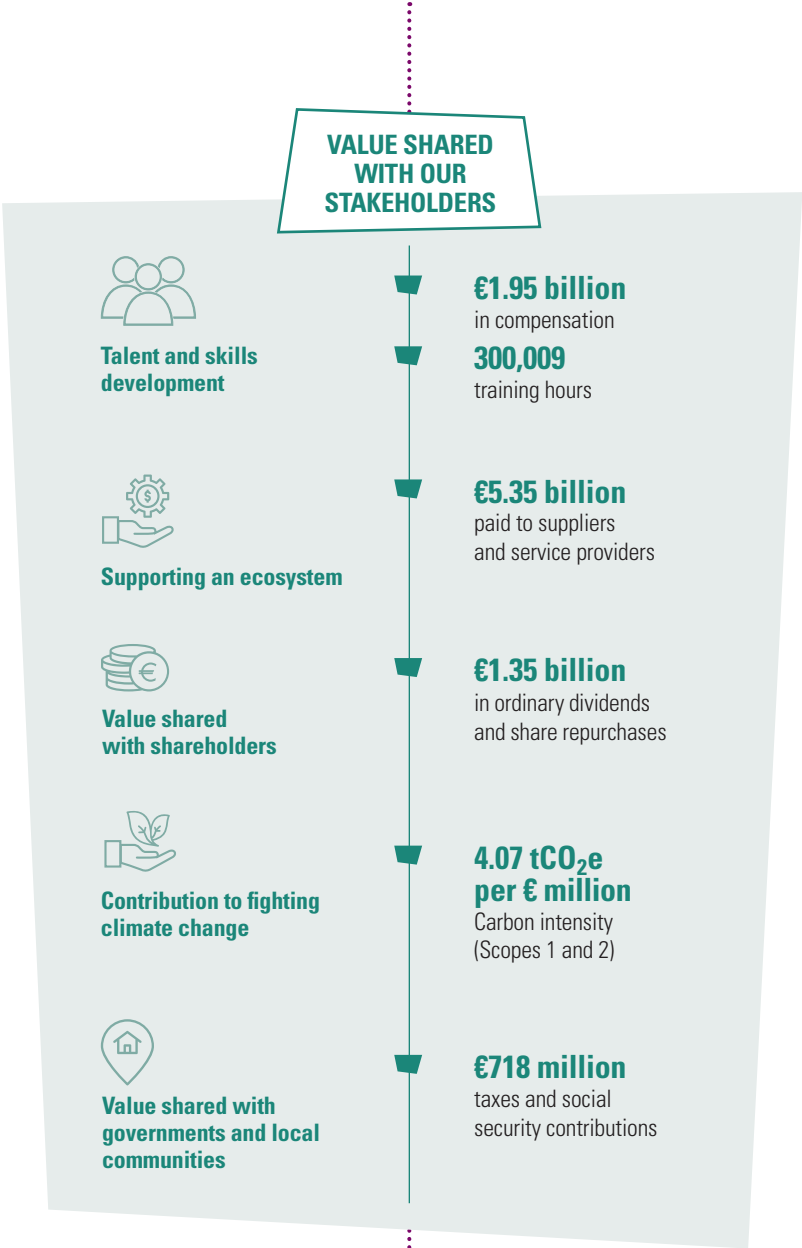 VALUE SHARED
WITH OUR
STAKEHOLDERS
Talent and skills
development
€1.95 billion
in compensation
300,009
training hours
$
Supporting an ecosystem
€5.35 billion
paid to suppliers
and service providers
€
Value shared
with shareholders
€1.35 billion
in ordinary dividends
and share repurchases
Contribution to fighting
climate change
4.07 tCO₂e
per € million
Carbon intensity
(Scopes 1 and 2)
Value shared with
governments and local
communities
€718 million
taxes and social
security contributions